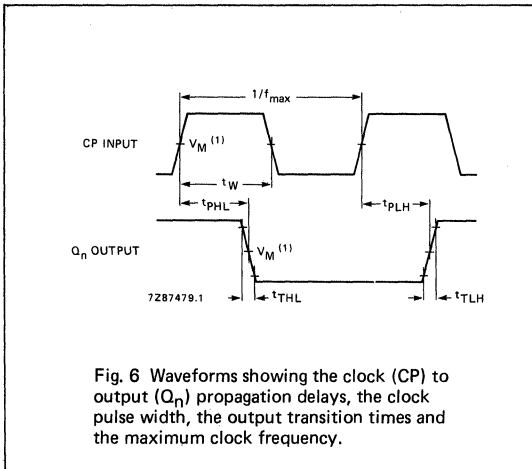 1/fmax
CP INPUT
VM (1)
tW
tPHL
tPLH
Qn OUTPUT
VM (1)
7Z87479.1
tTHL
tTLH
Fig. 6 Waveforms showing the clock (CP) to
output (Qn) propagation delays, the clock
pulse width, the output transition times and
the maximum clock frequency.